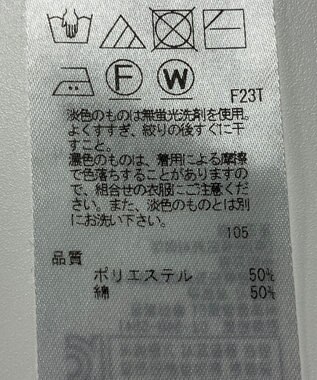 F W
F23T
淡色のものは無蛍光洗剤を使用。
よくすすぎ、絞りの後すぐに干
すこと。
濃色のものは、着用による摩擦
で色落ちすることがありますの
で、組合せの衣服にご注意くださ
い。また、淡色のものとは別
にお洗い下さい。
105
品質
ポリエステル 50%
綿 50%